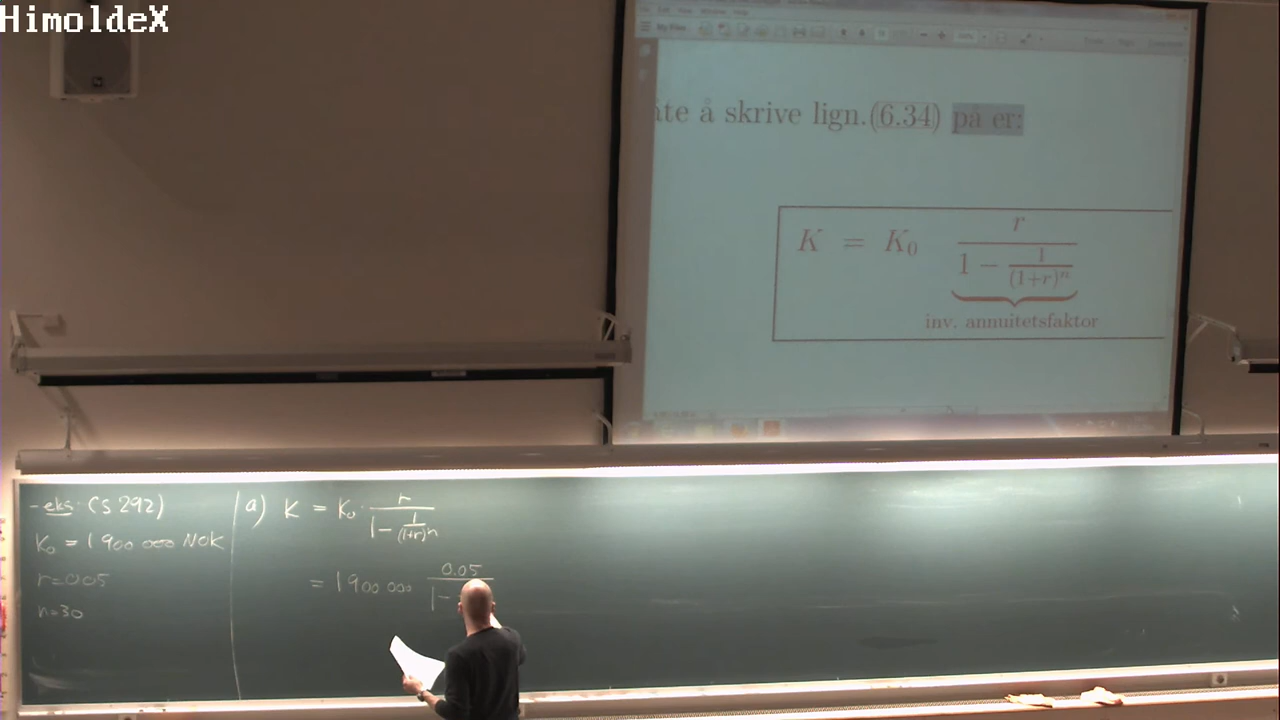 HimoldeX
åte å skrive lign.(6.34) på er:
K = K₀ r / (1 − 1/(1+r)ⁿ)
inv. annuitetsfaktor
- eks: (s 292)
K₀ = 1 900 000 NOK
r=0.05
n=30
a) K = K₀ · r / (1 − 1/(1+r)ⁿ)
= 1 900 000 0.05 / (1 −